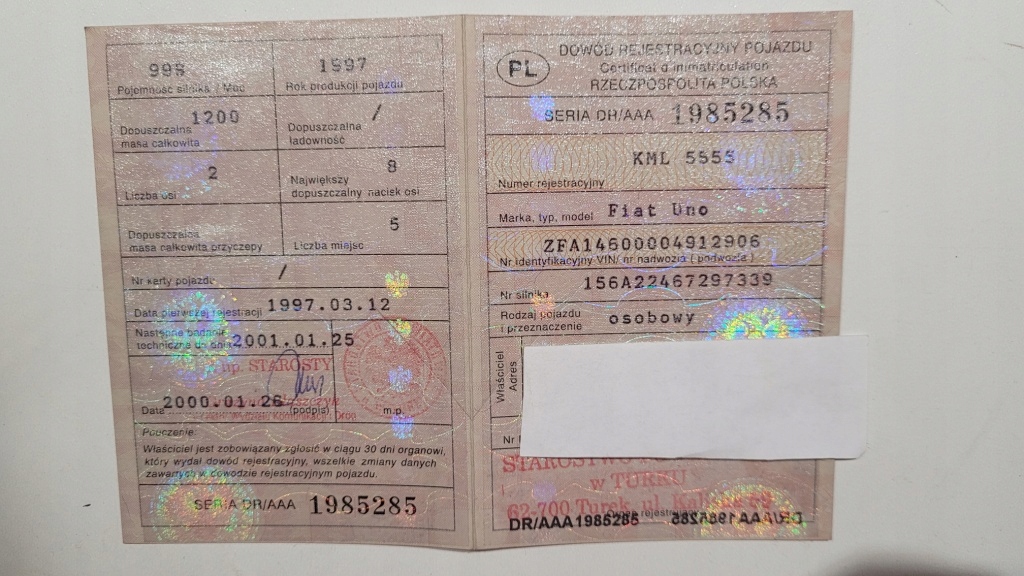 998
Pojemność silnika / Moc
1997
Rok produkcji pojazdu
1200
Dopuszczalna
masa całkowita
/
Dopuszczalna
ładowność
2
Liczba osi
8
Największy
dopuszczalny nacisk osi
Dopuszczalna
masa całkowita przyczepy
5
Liczba miejsc
Nr karty pojazdu /
Data pierwszej rejestracji 1997.03.12
Następne badanie
techniczne do dnia 2001.01.25
up. STAROSTY
Data 2000.01.26 (podpis) m.p.
Pouczenie:
Właściciel jest zobowiązany zgłosić w ciągu 30 dni organowi,
który wydał dowód rejestracyjny, wszelkie zmiany danych
zawartych w dowodzie rejestracyjnym pojazdu.
SERIA DR/AAA 1985285
PL
DOWÓD REJESTRACYJNY POJAZDU
Certificat d'immatriculation
RZECZPOSPOLITA POLSKA
SERIA DR/AAA 1985285
KML 5555
Numer rejestracyjny
Marka, typ, model Fiat Uno
ZFA14600004912906
Nr identyfikacyjny VIN/ nr nadwozia ( podwozia )
Nr silnika 156A22467297339
Rodzaj pojazdu
i przeznaczenie osobowy
Właściciel
Adres
Nr
STAROSTWO
w TURKU
62-700 Turek, ul.
DR/AAA1985285